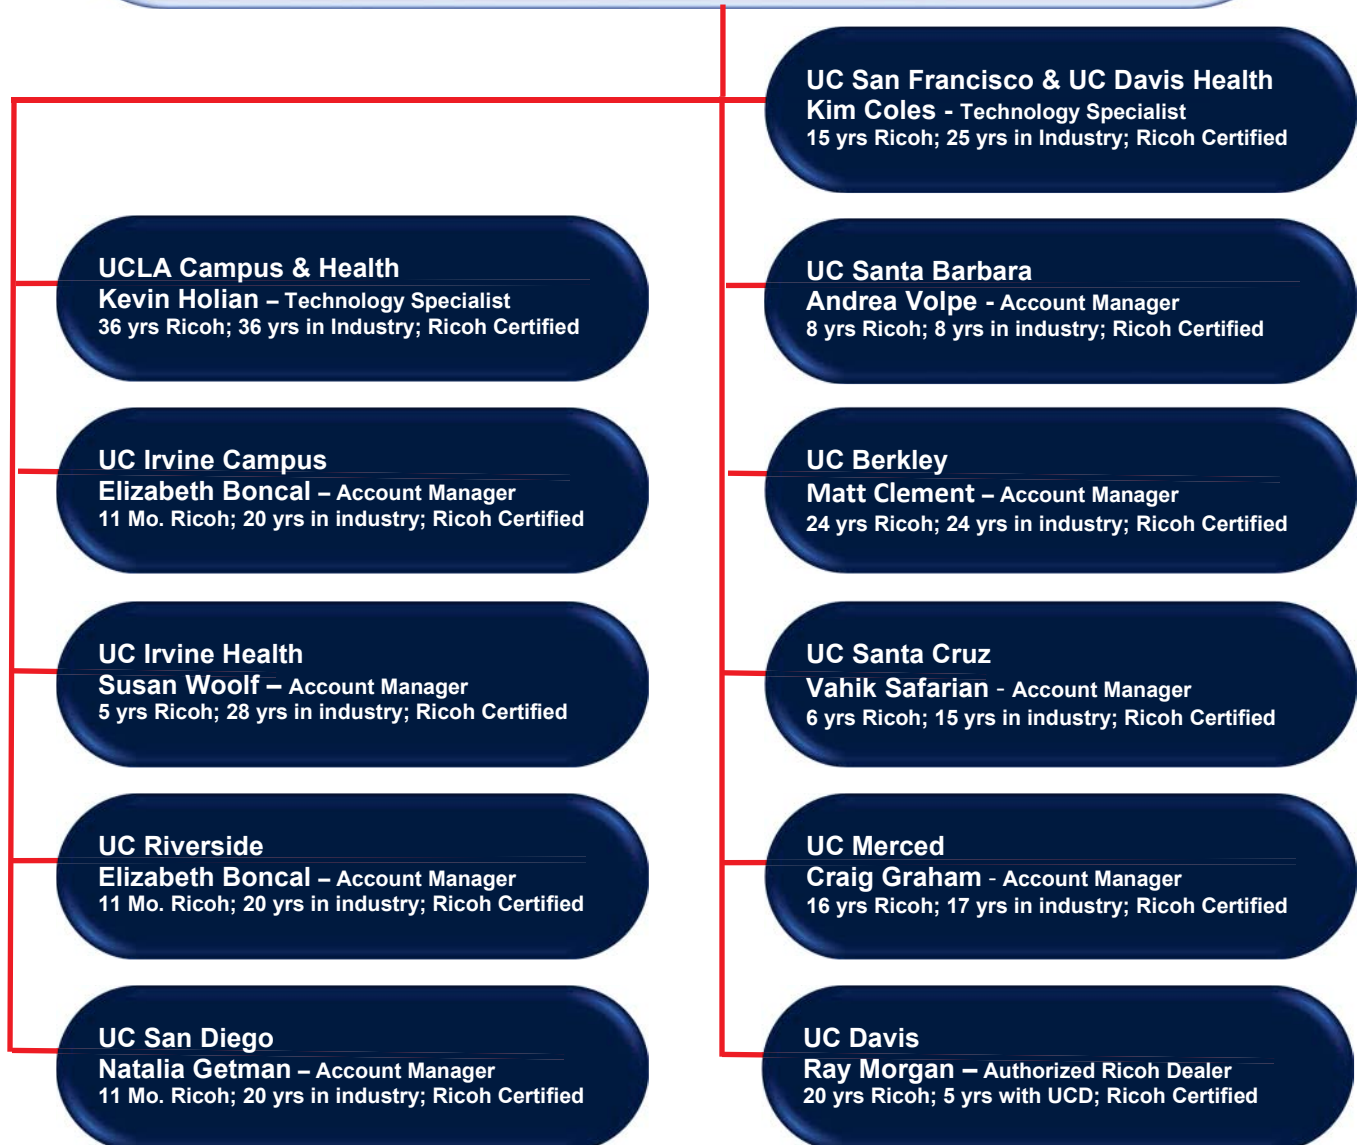 UC San Francisco & UC Davis Health
Kim Coles - Technology Specialist
15 yrs Ricoh; 25 yrs in Industry; Ricoh Certified
UCLA Campus & Health
Kevin Holian – Technology Specialist
36 yrs Ricoh; 36 yrs in Industry; Ricoh Certified
UC Santa Barbara
Andrea Volpe - Account Manager
8 yrs Ricoh; 8 yrs in industry; Ricoh Certified
UC Irvine Campus
Elizabeth Boncal – Account Manager
11 Mo. Ricoh; 20 yrs in industry; Ricoh Certified
UC Berkley
Matt Clement – Account Manager
24 yrs Ricoh; 24 yrs in industry; Ricoh Certified
UC Irvine Health
Susan Woolf – Account Manager
5 yrs Ricoh; 28 yrs in industry; Ricoh Certified
UC Santa Cruz
Vahik Safarian - Account Manager
6 yrs Ricoh; 15 yrs in industry; Ricoh Certified
UC Riverside
Elizabeth Boncal – Account Manager
11 Mo. Ricoh; 20 yrs in industry; Ricoh Certified
UC Merced
Craig Graham - Account Manager
16 yrs Ricoh; 17 yrs in industry; Ricoh Certified
UC San Diego
Natalia Getman – Account Manager
11 Mo. Ricoh; 20 yrs in industry; Ricoh Certified
UC Davis
Ray Morgan – Authorized Ricoh Dealer
20 yrs Ricoh; 5 yrs with UCD; Ricoh Certified